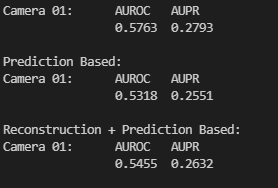 Camera 01: AUROC AUPR
0.5763 0.2793
Prediction Based:
Camera 01: AUROC AUPR
0.5318 0.2551
Reconstruction + Prediction Based:
Camera 01: AUROC AUPR
0.5455 0.2632